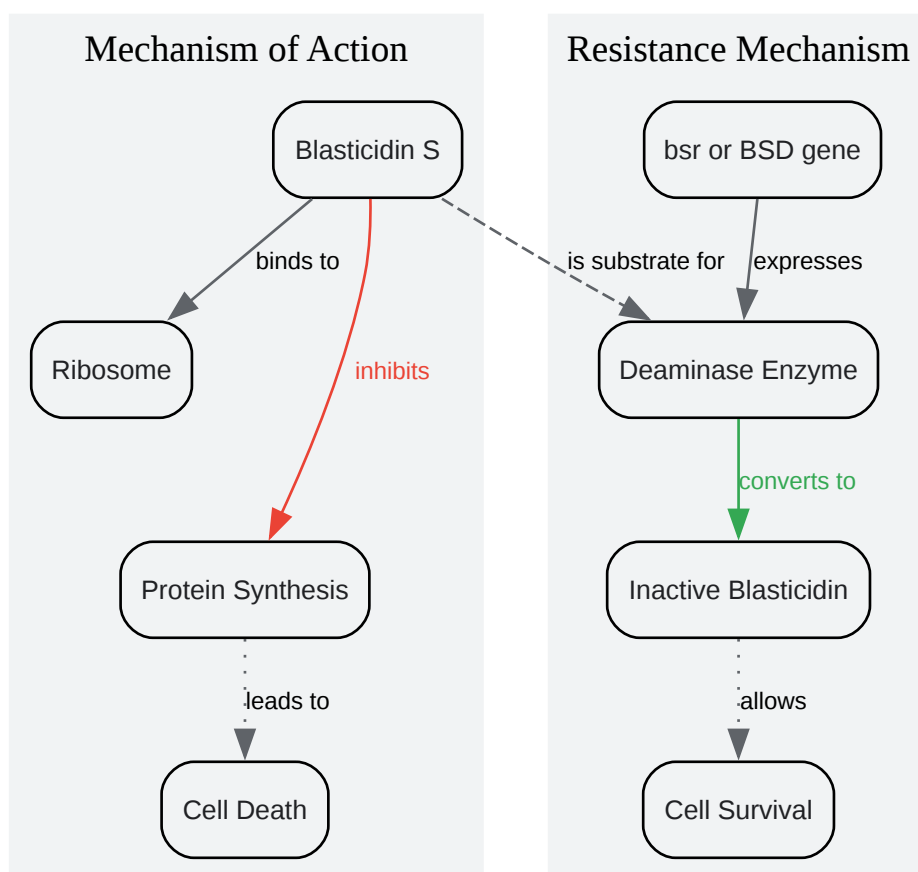 Mechanism of Action
Resistance Mechanism
Blasticidin S
bsr or BSD gene
binds to
is substrate for
expresses
Ribosome
inhibits
Deaminase Enzyme
converts to
Protein Synthesis
Inactive Blasticidin
leads to
allows
Cell Death
Cell Survival